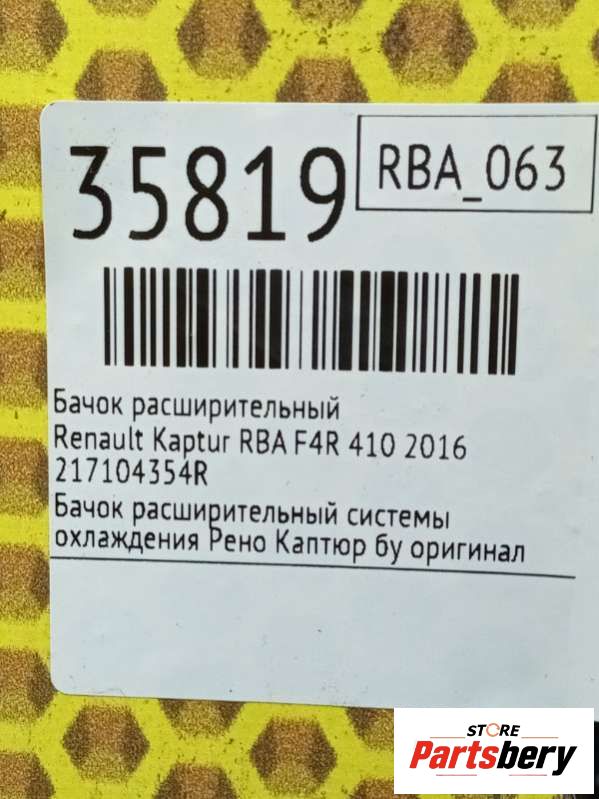 35819
RBA_063
Бачок расширительный
Renault Kaptur RBA F4R 410 2016
217104354R
Бачок расширительный системы
охлаждения Рено Каптюр бу оригинал
STORE
Partsbery